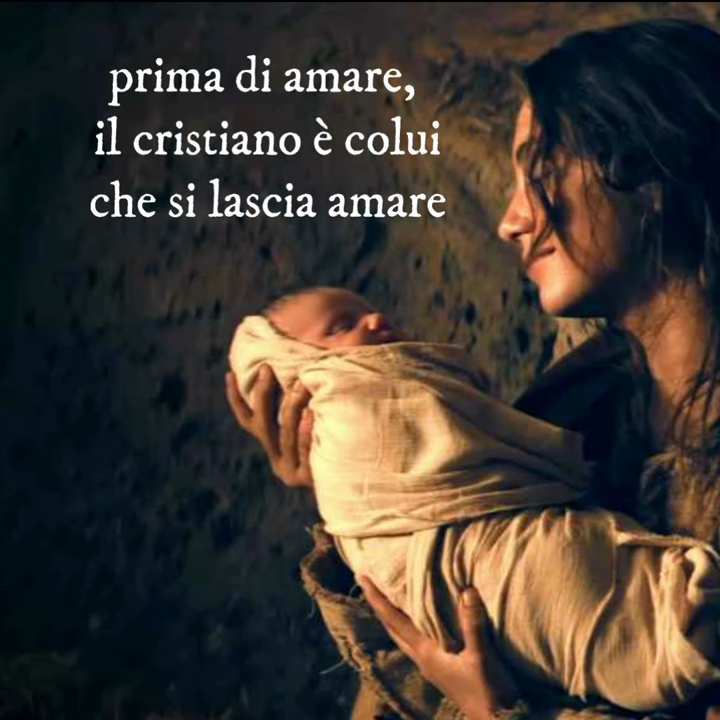 prima di amare,
il cristiano è colui
che si lascia amare